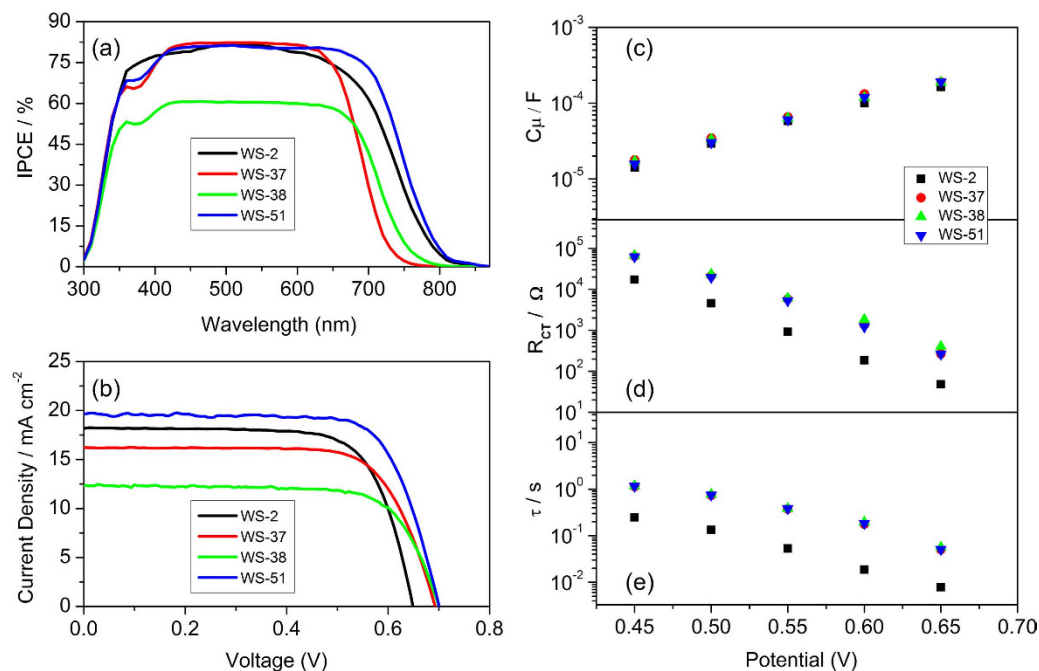 (a)
IPCE / %
90
75
60
45
30
15
0
WS-2
WS-37
WS-38
WS-51
300 400 500 600 700 800
Wavelength (nm)
(b)
Current Density / mA cm⁻²
25
20
15
10
5
0
WS-2
WS-37
WS-38
WS-51
0.0 0.2 0.4 0.6 0.8
Voltage (V)
(c)
Cμ / F
10⁻³
10⁻⁴
10⁻⁵
WS-2
WS-37
WS-38
WS-51
(d)
R_CT / Ω
10⁵
10⁴
10³
10²
10¹
(e)
τ / s
10¹
10⁰
10⁻¹
10⁻²
0.45 0.50 0.55 0.60 0.65 0.70
Potential (V)